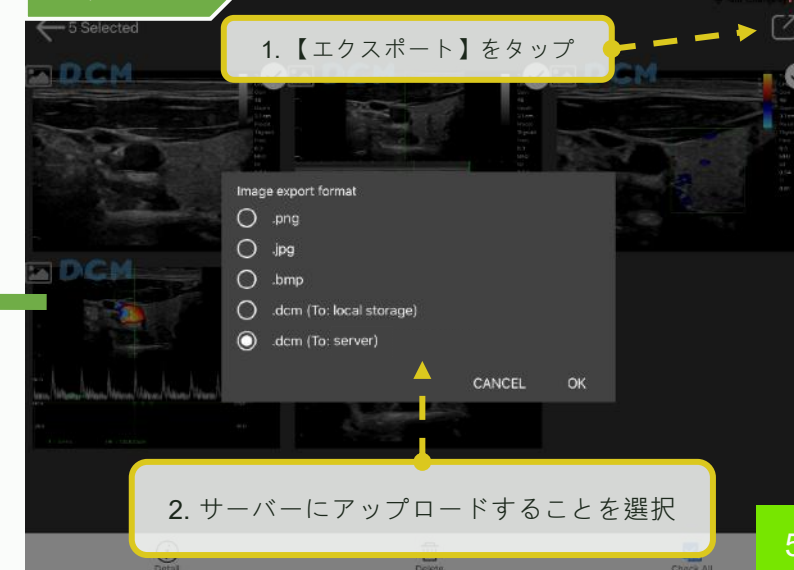 5 Selected
1.【エクスポート】をタップ
DCM
CM
Image export format
.png
.jpg
.bmp
.dcm (To: local storage)
.dcm (To: server)
CANCEL
OK
DCM
2. サーバーにアップロードすることを選択
Detail
Delete
Check All
5